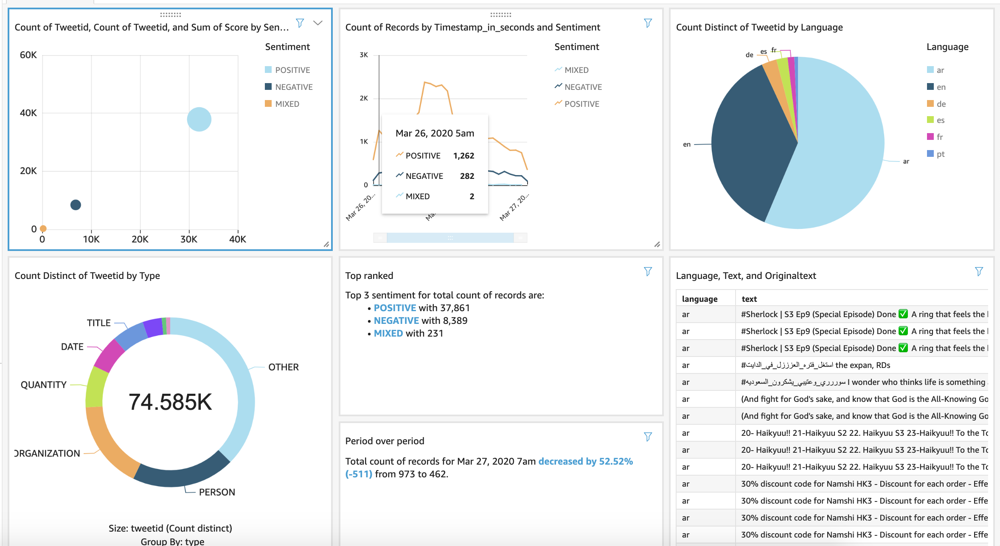 Count of Tweetid, Count of Tweetid, and Sum of Score by Sen...
Sentiment
POSITIVE
NEGATIVE
MIXED
60K
40K
20K
0
0
10K
20K
30K
40K
Count of Records by Timestamp_in_seconds and Sentiment
Sentiment
MIXED
NEGATIVE
POSITIVE
3K
2K
1K
0
Mar 26, 2020 5am
POSITIVE 1,262
NEGATIVE 282
MIXED 2
Mar 26, 20...
Mar 27, 20...
Count Distinct of Tweetid by Language
Language
ar
en
de
es
fr
pt
de
es
fr
en
ar
Count Distinct of Tweetid by Type
TITLE
DATE
QUANTITY
ORGANIZATION
PERSON
OTHER
74.585K
Size: tweetid (Count distinct)
Group By: type
Top ranked
Top 3 sentiment for total count of records are:
• POSITIVE with 37,861
• NEGATIVE with 8,389
• MIXED with 231
Period over period
Total count of records for Mar 27, 2020 7am decreased by 52.52%
(-511) from 973 to 462.
Language, Text, and Originaltext
language text
ar #Sherlock | S3 Ep9 (Special Episode) Done ✅ A ring that feels the
ar #Sherlock | S3 Ep9 (Special Episode) Done ✅ A ring that feels the
ar #Sherlock | S3 Ep9 (Special Episode) Done ✅ A ring that feels the
ar #استغل_فتره_العزززل_في_الدايت the expan, RDs
ar #سوررري_وعتيبي_يشكرون_السعوديه I wonder who thinks life is something
ar (And fight for God's sake, and know that God is the All-Knowing Go
ar (And fight for God's sake, and know that God is the All-Knowing Go
ar 20- Haikyuu!! 21-Haikyuu S2 22. Haikyuu S3 23-Haikyuu!! To the To
ar 20- Haikyuu!! 21-Haikyuu S2 22. Haikyuu S3 23-Haikyuu!! To the To
ar 20- Haikyuu!! 21-Haikyuu S2 22. Haikyuu S3 23-Haikyuu!! To the To
ar 30% discount code for Namshi HK3 - Discount for each order - Effe
ar 30% discount code for Namshi HK3 - Discount for each order - Effe
ar 30% discount code for Namshi HK3 - Discount for each order - Effe
ar 30% discount code for Namshi HK3 - Discount for each order - Effe